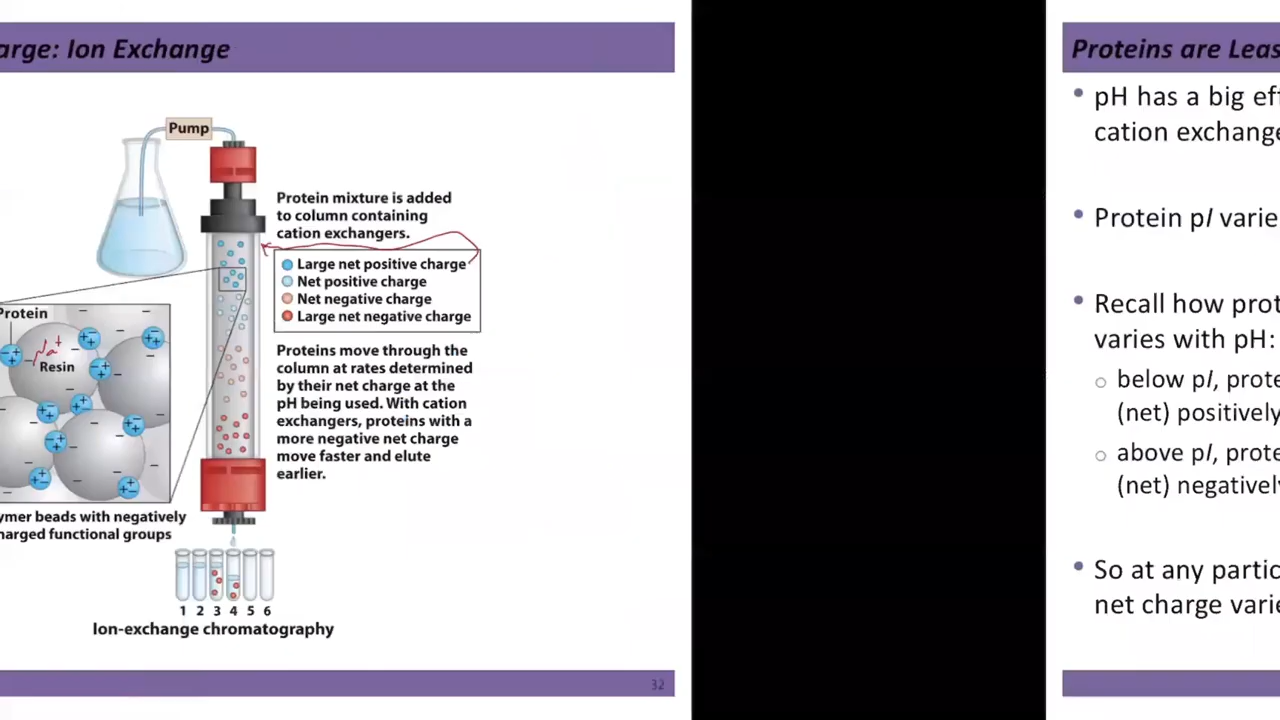 arge: Ion Exchange
Pump
Protein mixture is added
to column containing
cation exchangers.
Large net positive charge
Net positive charge
Net negative charge
Large net negative charge
Protein
Na+
Resin
Proteins move through the
column at rates determined
by their net charge at the
pH being used. With cation
exchangers, proteins with a
more negative net charge
move faster and elute
earlier.
ymer beads with negatively
harged functional groups
1 2 3 4 5 6
Ion-exchange chromatography
32
Proteins are Leas
• pH has a big eff
cation exchange
• Protein pI varie
• Recall how prot
varies with pH:
○ below pI, prote
(net) positively
○ above pI, prote
(net) negatively
• So at any partic
net charge varie